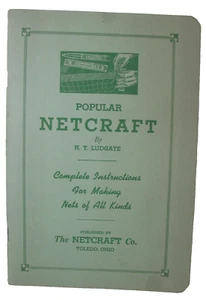 POPULAR
NETCRAFT
By
H. T. LUDGATE
Complete Instructions
For Making
Nets of All Kinds
PUBLISHED BY
The NETCRAFT Co.
TOLEDO, OHIO